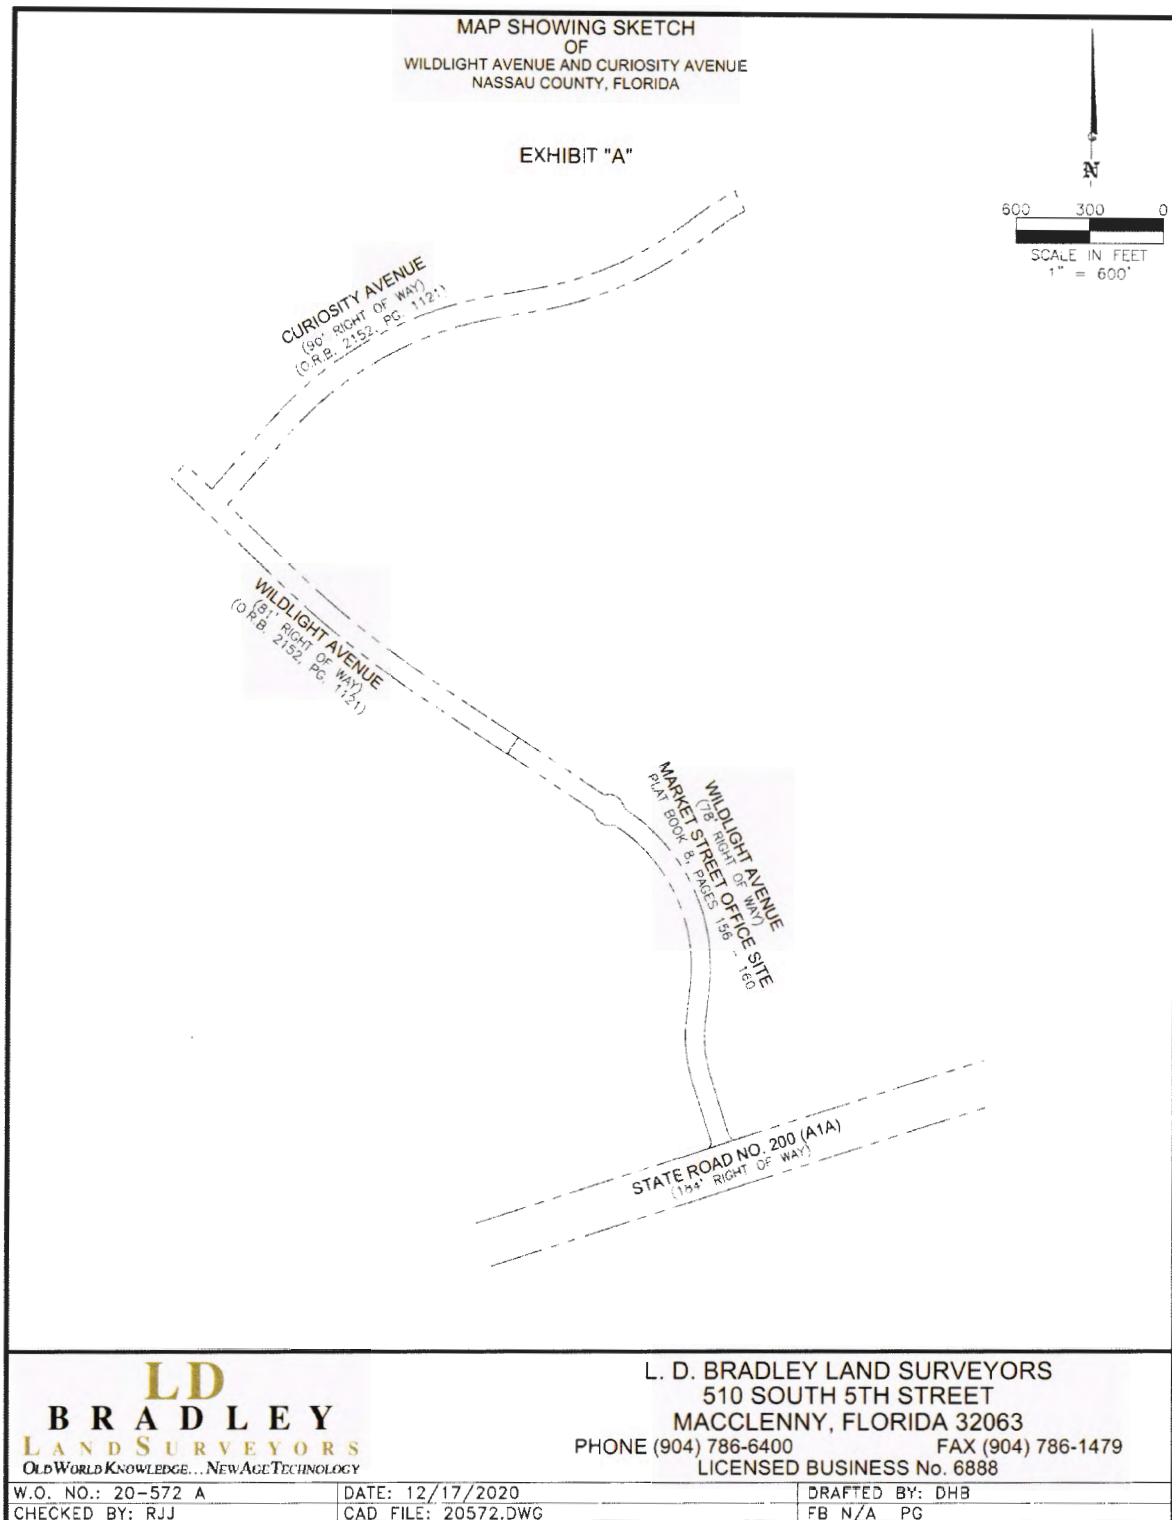 MAP SHOWING SKETCH
OF
WILDLIGHT AVENUE AND CURIOSITY AVENUE
NASSAU COUNTY, FLORIDA
EXHIBIT "A"
N
600 300 0
SCALE IN FEET
1" = 600'
CURIOSITY AVENUE
(90' RIGHT OF WAY)
(O.R.B. 2152, PG. 1121)
WILDLIGHT AVENUE
(81' RIGHT OF WAY)
(O.R.B. 2152, PG. 1121)
WILDLIGHT AVENUE
(78' RIGHT OF WAY)
MARKET STREET OFFICE SITE
PLAT BOOK 8, PAGES 156 - 160
STATE ROAD NO. 200 (A1A)
(184' RIGHT OF WAY)
LD
BRADLEY
LAND SURVEYORS
OLD WORLD KNOWLEDGE... NEW AGE TECHNOLOGY
L. D. BRADLEY LAND SURVEYORS
510 SOUTH 5TH STREET
MACCLENNY, FLORIDA 32063
PHONE (904) 786-6400 FAX (904) 786-1479
LICENSED BUSINESS No. 6888
W.O. NO.: 20-572 A DATE: 12/17/2020 DRAFTED BY: DHB
CHECKED BY: RJJ CAD FILE: 20572.DWG FB N/A PG